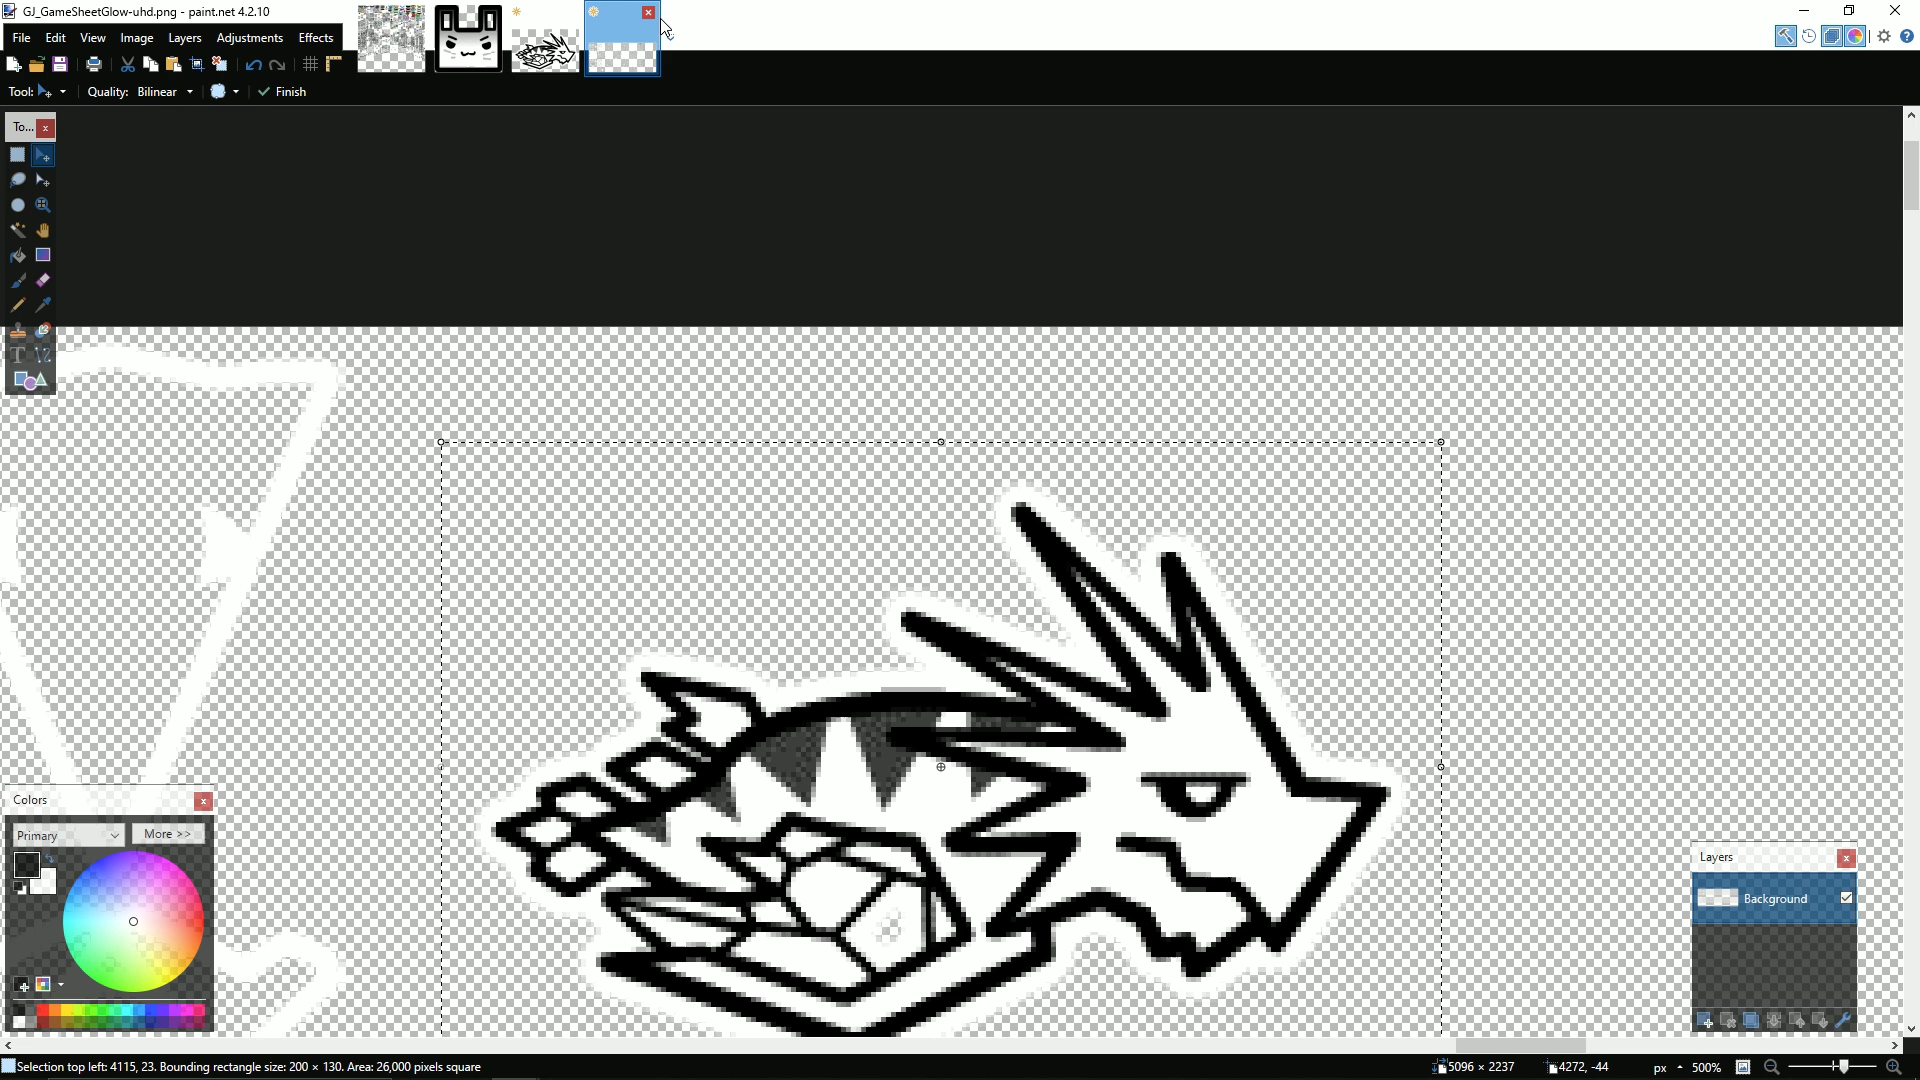 GJ_GameSheetGlow-uhd.png - paint.net 4.2.10
File Edit View Image Layers Adjustments Effects
Tool: Quality: Bilinear Finish
To...
T
Colors
Primary More >>
Layers
Background
Selection top left: 4115, 23. Bounding rectangle size: 200 × 130. Area: 26,000 pixels square 5096 × 2237 4272, -44 px 500%